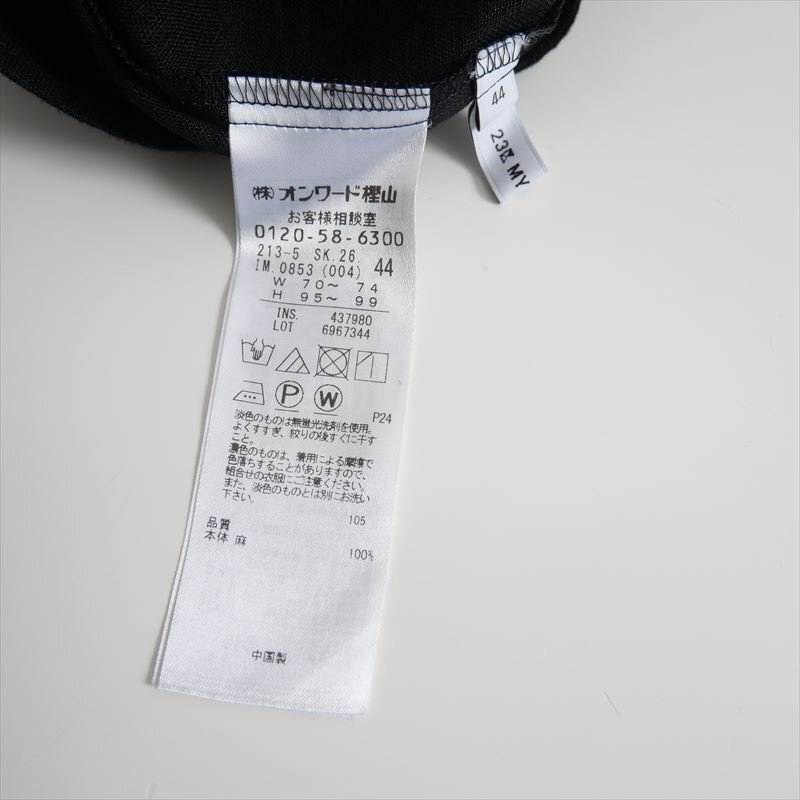 (株)オンワード樫山
お客様相談室
0120-58-6300
213-5 SK.26.
IM.0853 (004) 44
W 70～ 74
H 95～ 99
INS. 437980
LOT 6967344
P W
P24
淡色のものは無蛍光洗剤を使用。
よくすすぎ、絞りの後すぐに干す
こと。
濃色のものは、着用による摩擦で
色落ちすることがありますので、
組合せの衣服にご注意ください。
また、淡色のものとは別にお洗い
下さい。
105
品質
本体 麻 100%
中国製
44
MY